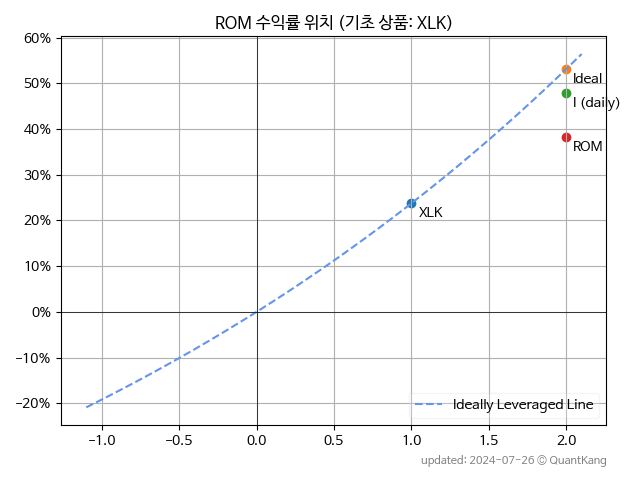 ROM 수익률 위치 (기초 상품: XLK)
60%
50%
40%
30%
20%
10%
0%
−10%
−20%
Ideal
I (daily)
ROM
XLK
Ideally Leveraged Line
−1.0 −0.5 0.0 0.5 1.0 1.5 2.0
updated: 2024-07-26 © QuantKang